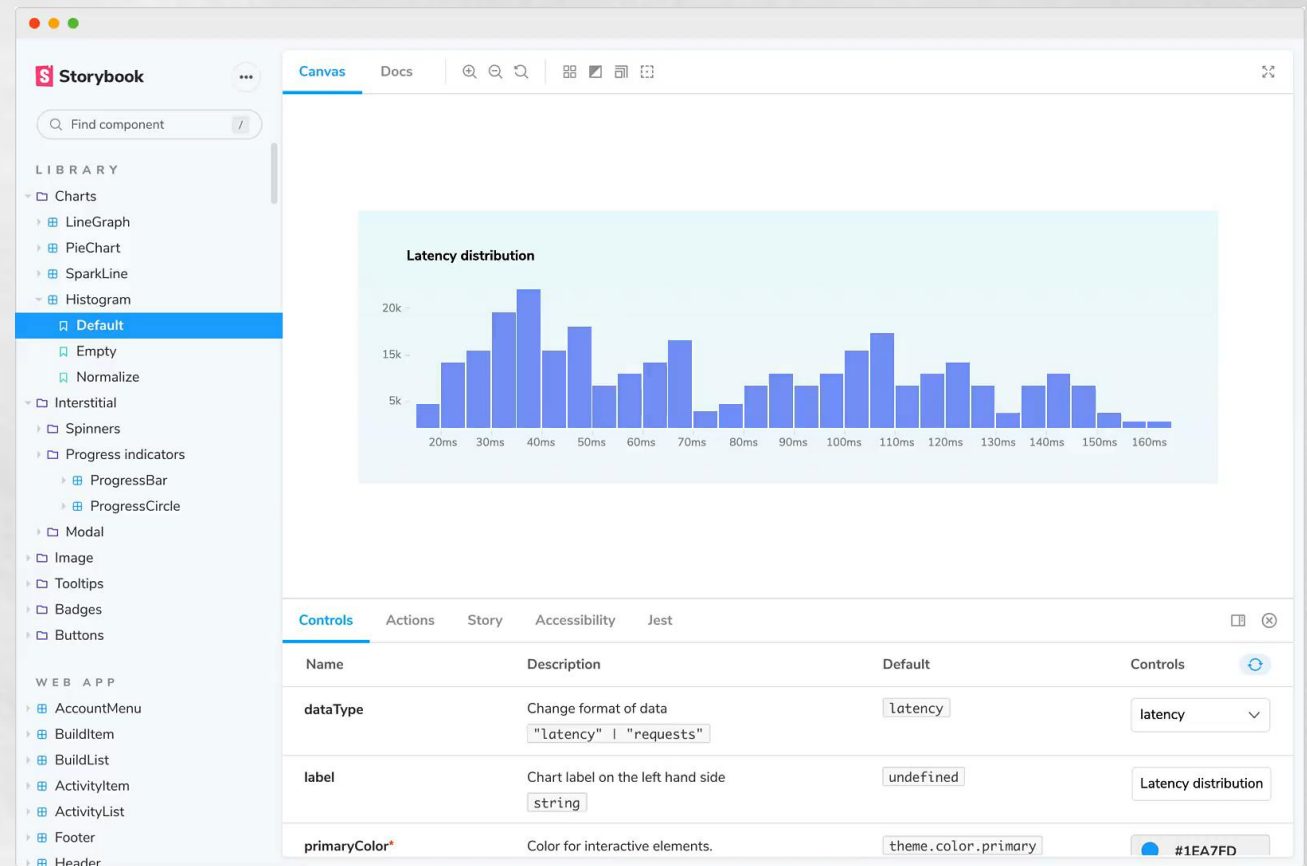 Storybook
Find component /
LIBRARY
Charts
LineGraph
PieChart
SparkLine
Histogram
Default
Empty
Normalize
Interstitial
Spinners
Progress indicators
ProgressBar
ProgressCircle
Modal
Image
Tooltips
Badges
Buttons
WEB APP
AccountMenu
BuildItem
BuildList
ActivityItem
ActivityList
Footer
Header
Canvas Docs
Latency distribution
20k
15k
5k
20ms 30ms 40ms 50ms 60ms 70ms 80ms 90ms 100ms 110ms 120ms 130ms 140ms 150ms 160ms
Controls Actions Story Accessibility Jest
Name Description Default Controls
dataType Change format of data latency latency
"latency" | "requests"
label Chart label on the left hand side undefined Latency distribution
string
primaryColor* Color for interactive elements. theme.color.primary #1EA7FD